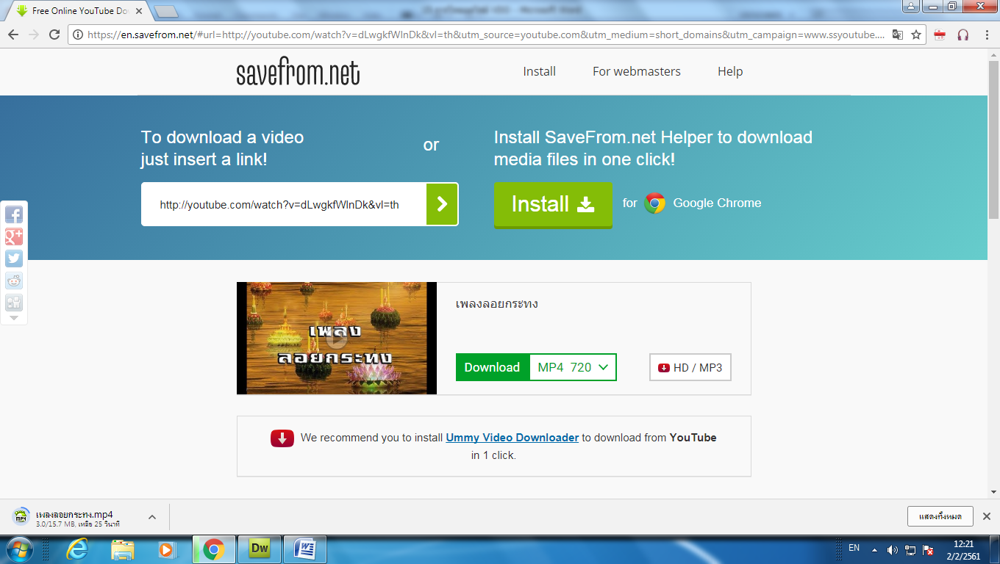 Free Online YouTube Do
https://en.savefrom.net/#url=http://youtube.com/watch?v=dLwgkfWlnDk&vl=th&utm_source=youtube.com&utm_medium=short_domains&utm_campaign=www.ssyoutube....
savefrom.net
Install
For webmasters
Help
To download a video
just insert a link!
or
Install SaveFrom.net Helper to download
media files in one click!
http://youtube.com/watch?v=dLwgkfWlnDk&vl=th
Install
for
Google Chrome
เพลง
ลอยกระทง
เพลงลอยกระทง
Download
MP4 720
HD / MP3
We recommend you to install Ummy Video Downloader to download from YouTube
in 1 click.
เพลงลอยกระทง.mp4
3.0/15.7 MB, เหลือ 25 วินาที
แสดงทั้งหมด
Dw
EN
12:21
2/2/2561